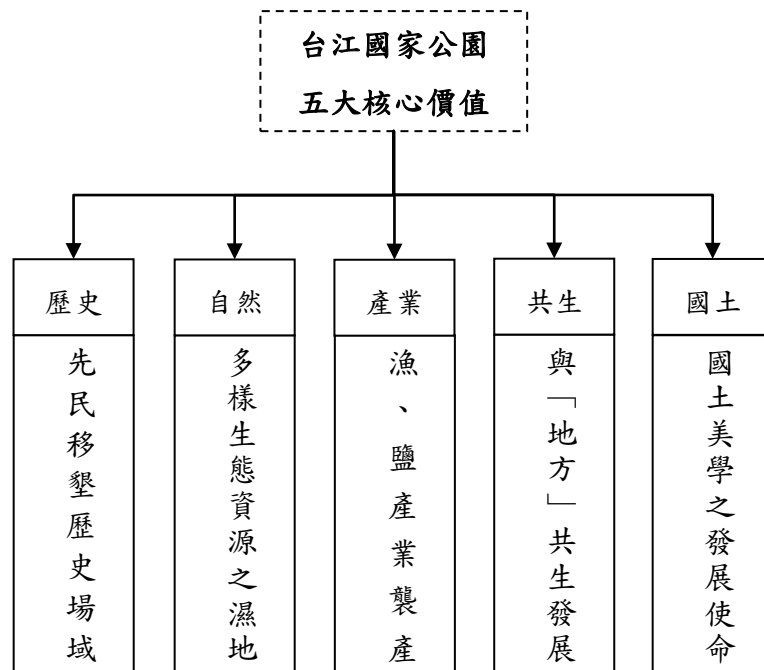 台江國家公園
五大核心價值
歷史
先民移墾歷史場域
自然
多樣生態資源之濕地
產業
漁、鹽產業襲產
共生
與「地方」共生發展
國土
國土美學之發展使命